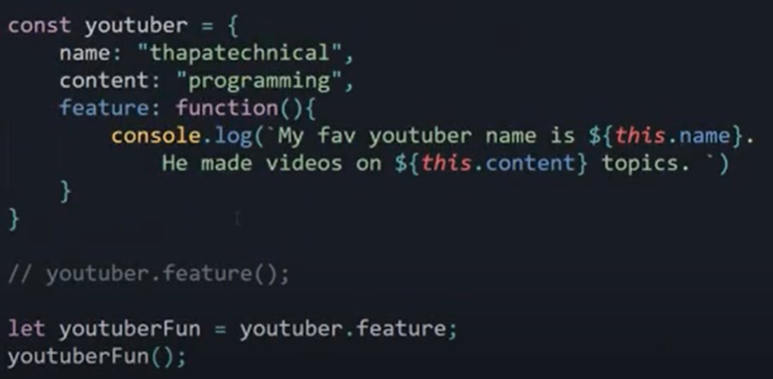 const youtuber = {
    name: "thapatechnical",
    content: "programming",
    feature: function(){
        console.log(`My fav youtuber name is ${this.name}.
            He made videos on ${this.content} topics. `)
    }
}
// youtuber.feature();
let youtuberFun = youtuber.feature;
youtuberFun();